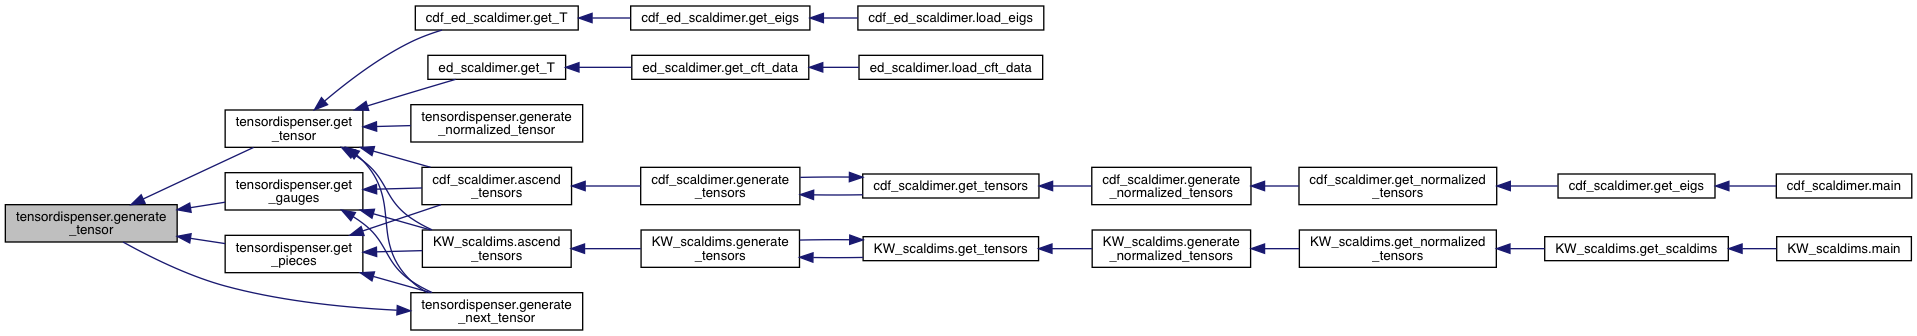 cdf_ed_scaldimer.get_T
cdf_ed_scaldimer.get_eigs
cdf_ed_scaldimer.load_eigs
ed_scaldimer.get_T
ed_scaldimer.get_cft_data
ed_scaldimer.load_cft_data
tensordispenser.get
_tensor
tensordispenser.generate
_normalized_tensor
tensordispenser.get
_gauges
cdf_scaldimer.ascend
_tensors
cdf_scaldimer.generate
_tensors
cdf_scaldimer.get_tensors
cdf_scaldimer.generate
_normalized_tensors
cdf_scaldimer.get_normalized
_tensors
cdf_scaldimer.get_eigs
cdf_scaldimer.main
tensordispenser.generate
_tensor
tensordispenser.get
_pieces
KW_scaldims.ascend
_tensors
KW_scaldims.generate
_tensors
KW_scaldims.get_tensors
KW_scaldims.generate
_normalized_tensors
KW_scaldims.get_normalized
_tensors
KW_scaldims.get_scaldims
KW_scaldims.main
tensordispenser.generate
_next_tensor